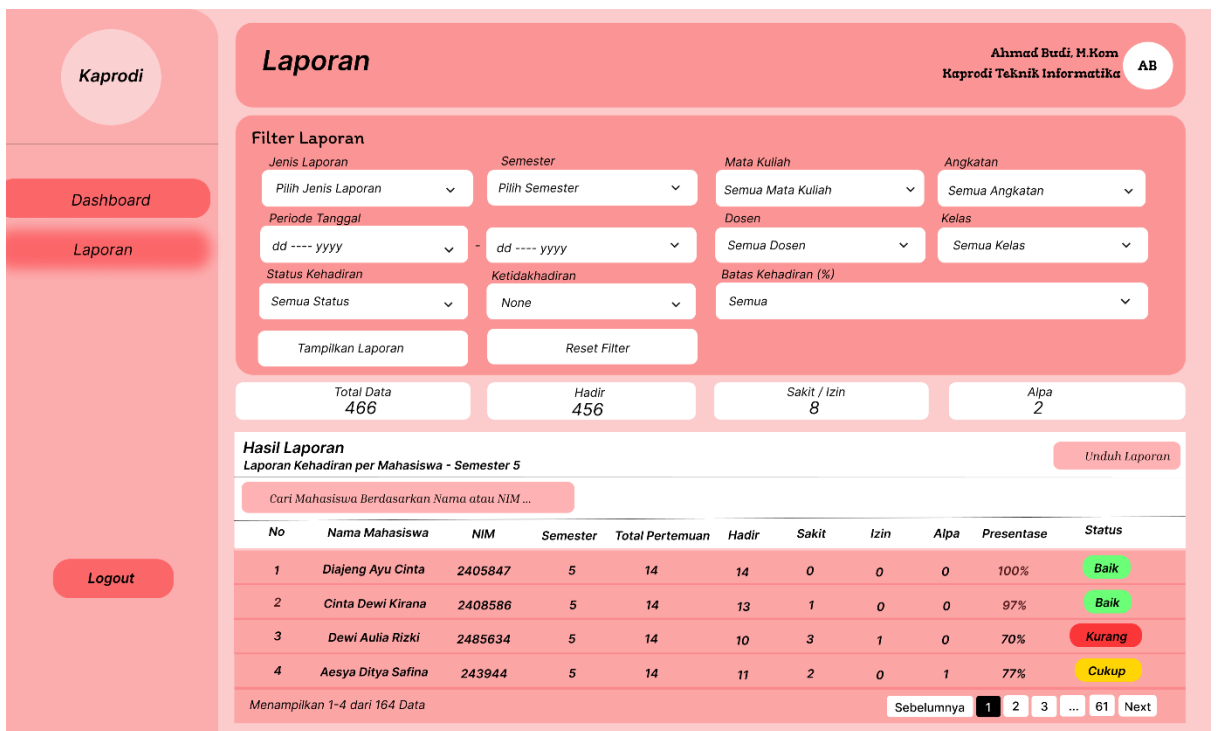 Kaprodi
Dashboard
Laporan
Logout
Laporan
Ahmad Budi, M.Kom
Kaprodi Teknik Informatika
AB
Filter Laporan
Jenis Laporan Semester Mata Kuliah Angkatan
Pilih Jenis Laporan Pilih Semester Semua Mata Kuliah Semua Angkatan
Periode Tanggal Dosen Kelas
dd ---- yyyy - dd ---- yyyy Semua Dosen Semua Kelas
Status Kehadiran Ketidakhadiran Batas Kehadiran (%)
Semua Status None Semua
Tampilkan Laporan Reset Filter
Total Data Hadir Sakit / Izin Alpa
466 456 8 2
Hasil Laporan
Laporan Kehadiran per Mahasiswa - Semester 5
Unduh Laporan
Cari Mahasiswa Berdasarkan Nama atau NIM ...
No Nama Mahasiswa NIM Semester Total Pertemuan Hadir Sakit Izin Alpa Presentase Status
1 Diajeng Ayu Cinta 2405847 5 14 14 0 0 0 100% Baik
2 Cinta Dewi Kirana 2408586 5 14 13 1 0 0 97% Baik
3 Dewi Aulia Rizki 2485634 5 14 10 3 1 0 70% Kurang
4 Aesya Ditya Safina 243944 5 14 11 2 0 1 77% Cukup
Menampilkan 1-4 dari 164 Data
Sebelumnya 1 2 3 ... 61 Next